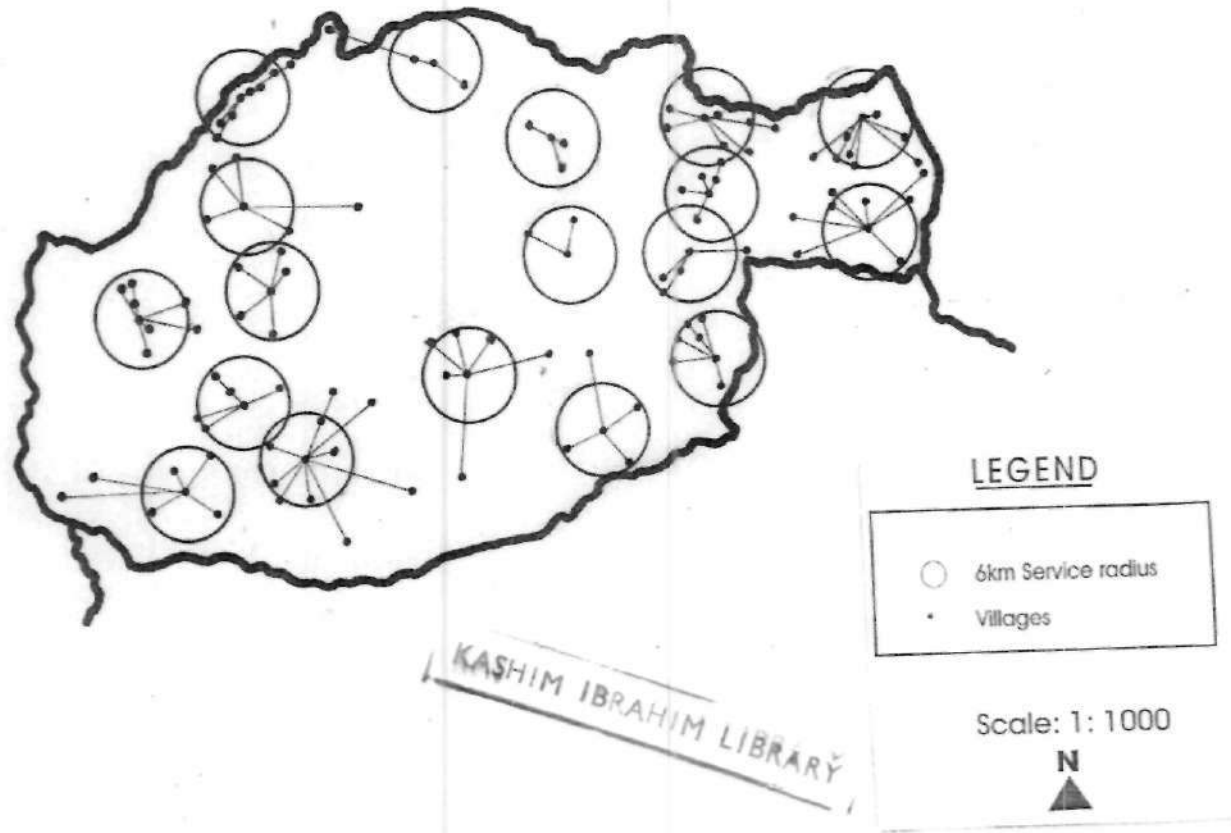 LEGEND
6km Service radius
Villages
KASHIM IBRAHIM LIBRARY
Scale: 1: 1000
N